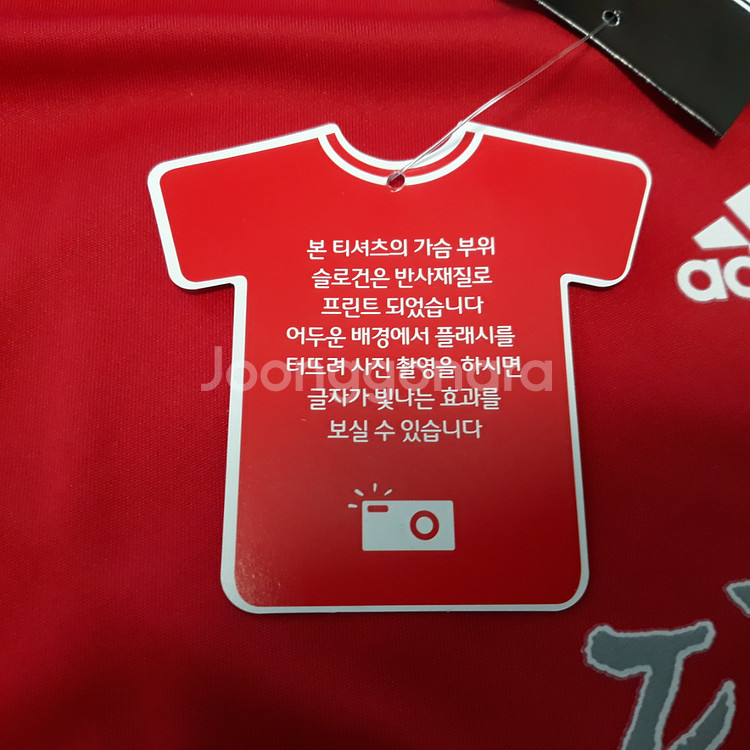 본 티셔츠의 가슴 부위
슬로건은 반사재질로
프린트 되었습니다
어두운 배경에서 플래시를
터뜨려 사진 촬영을 하시면
글자가 빛나는 효과를
보실 수 있습니다
Joonggonara